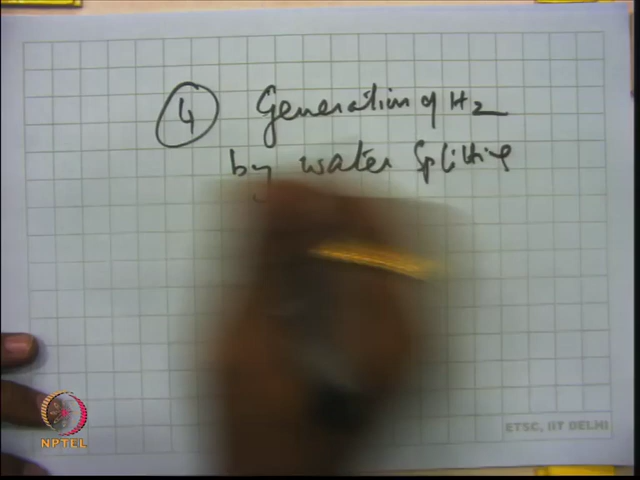 4 Generation of H2
by water Splitting
NPTEL
ETSC, IIT DELHI